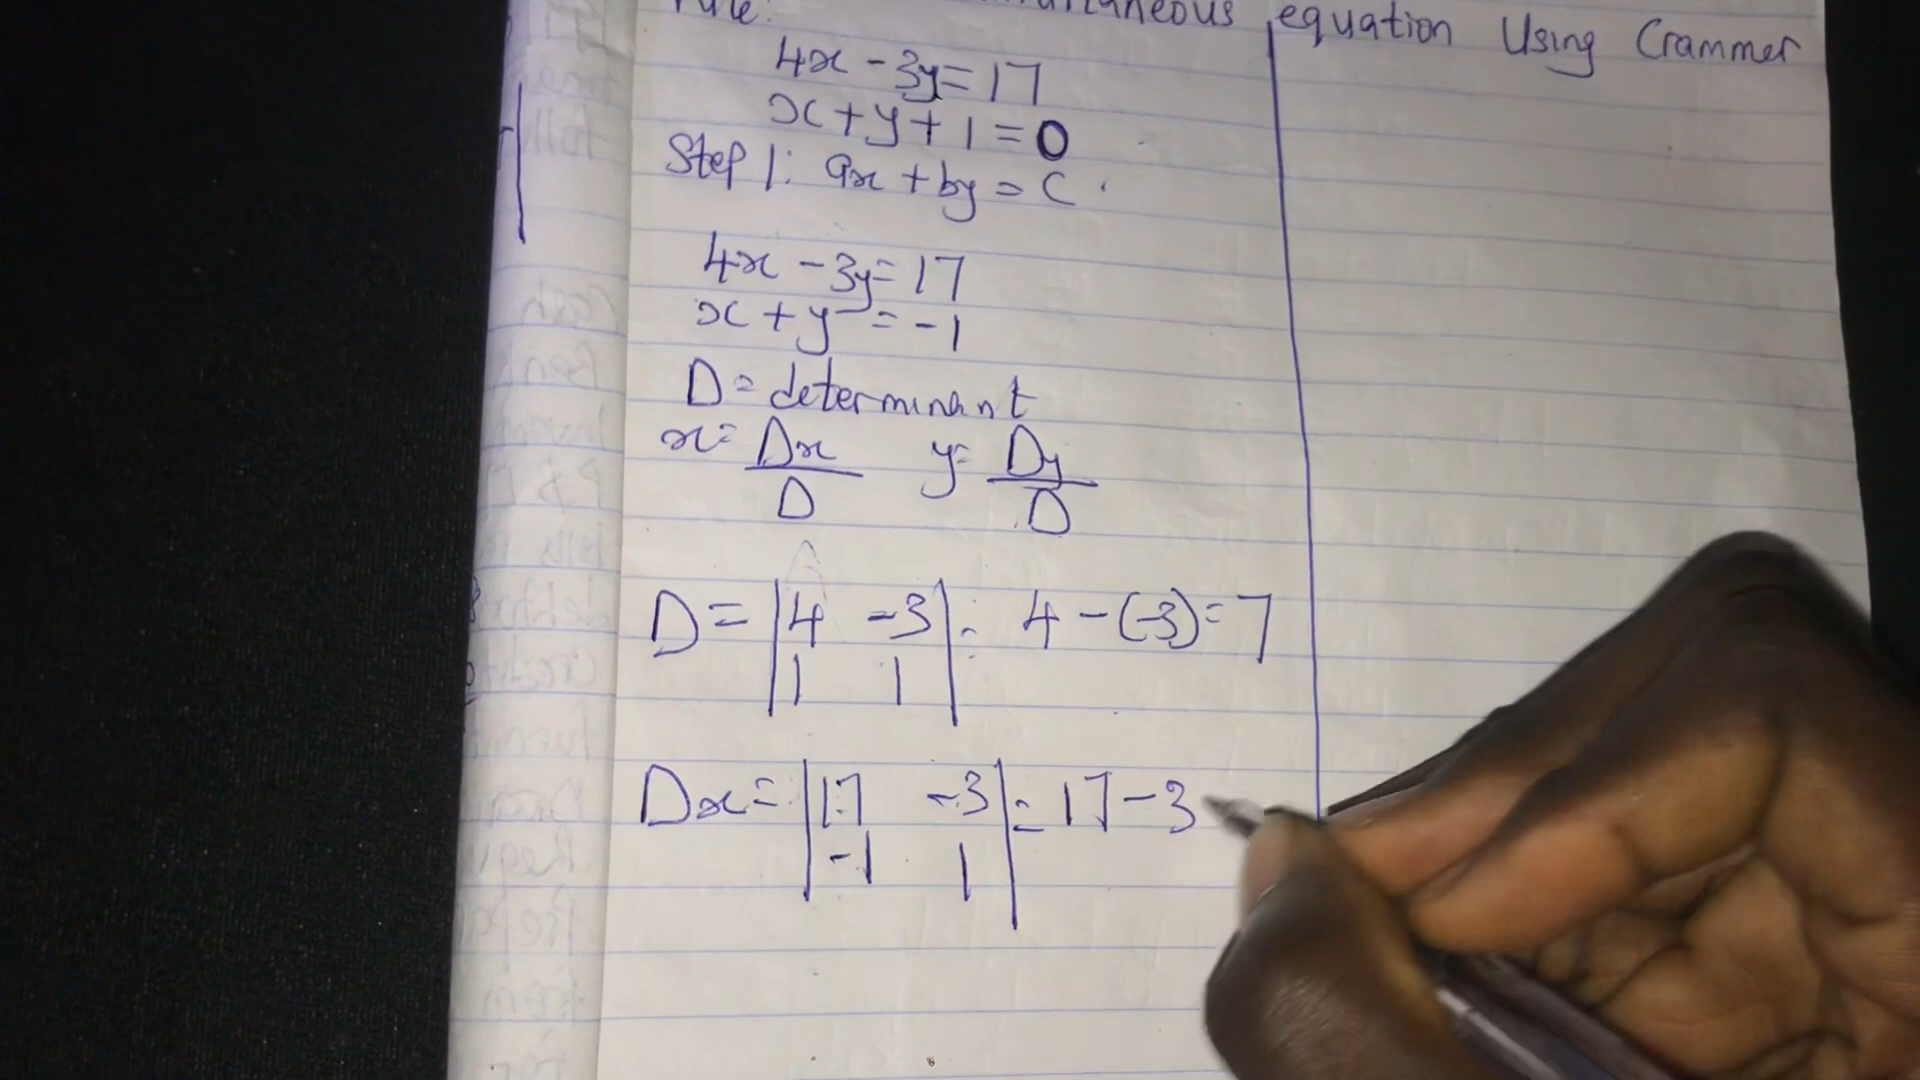 rule. equation Using Crammer
4x - 3y = 17
x + y + 1 = 0
Step 1: ax + by = C.
4x - 3y = 17
x + y = -1
D = determinant
x = Dx/D y = Dy/D
D = |4 -3| = 4 - (-3) = 7
|1 1|
Dx = |17 -3| = 17 - 3
|-1 1|